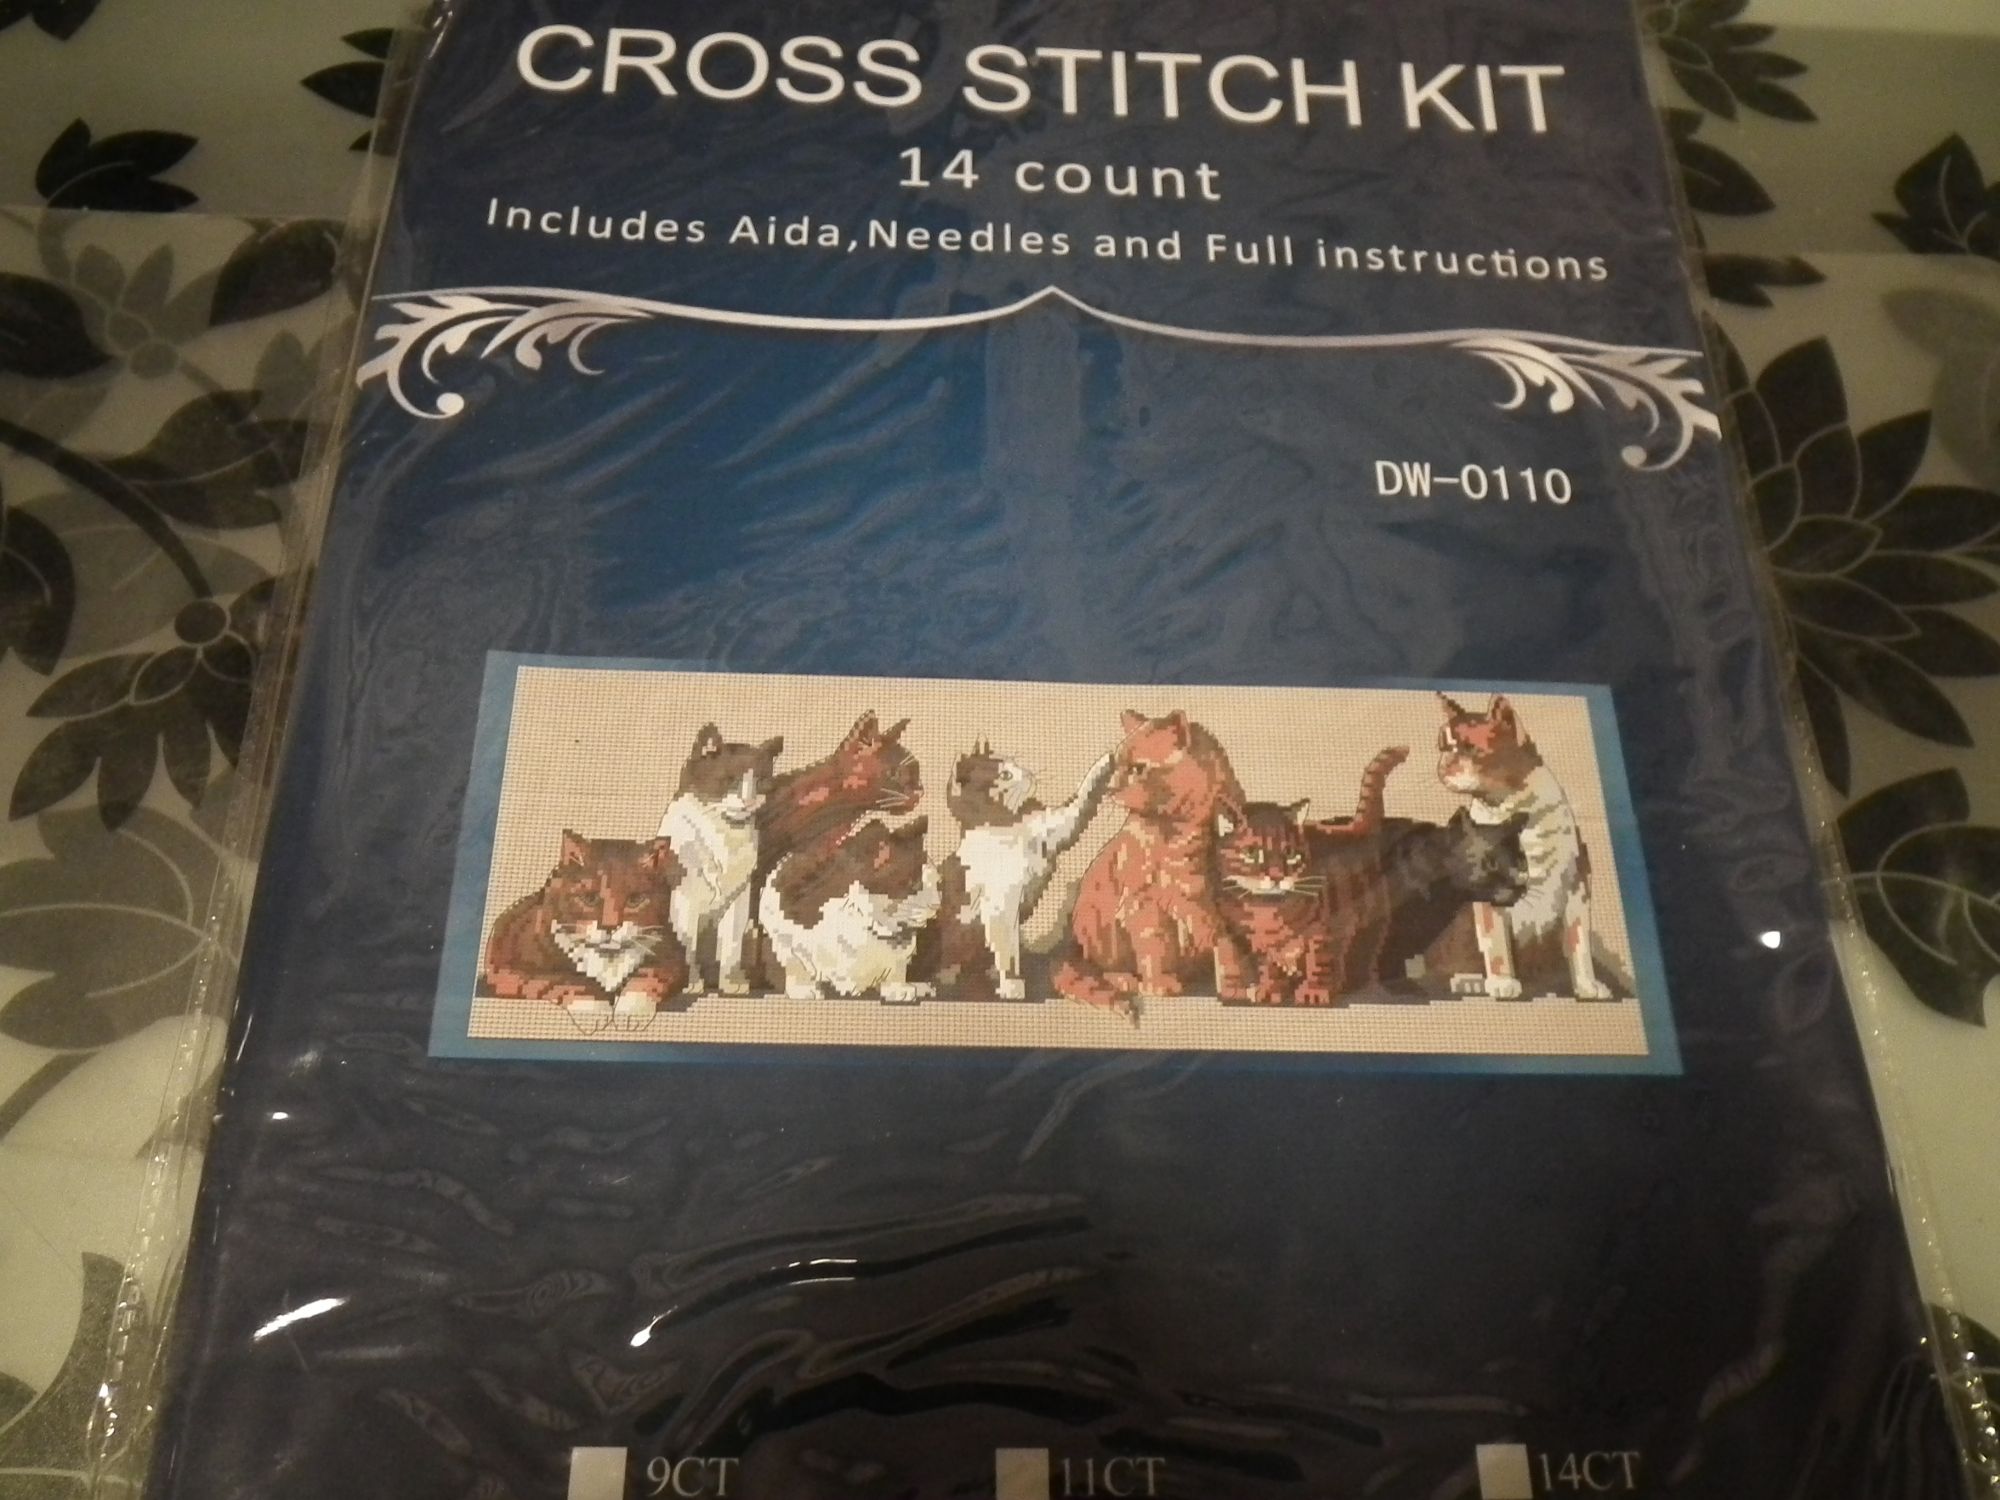 CROSS STITCH KIT
14 count
Includes Aida,Needles and Full instructions
DW-0110
9CT 11CT 14CT